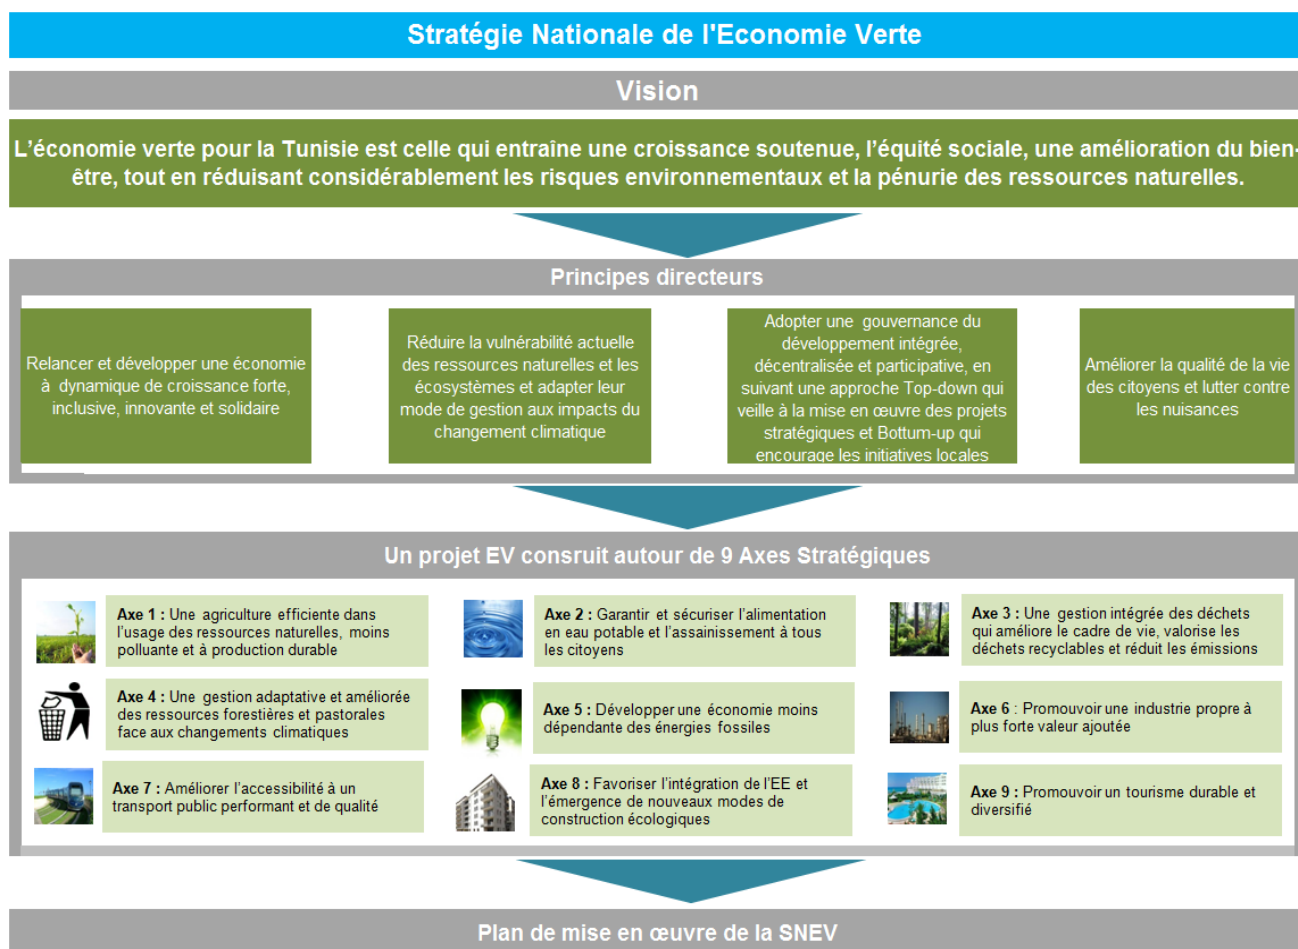 Stratégie Nationale de l'Economie Verte
Vision
L'économie verte pour la Tunisie est celle qui entraîne une croissance soutenue, l'équité sociale, une amélioration du bien-
être, tout en réduisant considérablement les risques environnementaux et la pénurie des ressources naturelles.
Principes directeurs
Relancer et développer une économie
à dynamique de croissance forte,
inclusive, innovante et solidaire
Réduire la vulnérabilité actuelle
des ressources naturelles et les
écosystèmes et adapter leur
mode de gestion aux impacts du
changement climatique
Adopter une gouvernance du
développement intégrée,
décentralisée et participative, en
suivant une approche Top-down qui
veille à la mise en œuvre des projets
stratégiques et Bottum-up qui
encourage les initiatives locales
Améliorer la qualité de la vie
des citoyens et lutter contre
les nuisances
Un projet EV consruit autour de 9 Axes Stratégiques
Axe 1 : Une agriculture efficiente dans
l'usage des ressources naturelles, moins
polluante et à production durable
Axe 2 : Garantir et sécuriser l'alimentation
en eau potable et l'assainissement à tous
les citoyens
Axe 3 : Une gestion intégrée des déchets
qui améliore le cadre de vie, valorise les
déchets recyclables et réduit les émissions
Axe 4 : Une gestion adaptative et améliorée
des ressources forestières et pastorales
face aux changements climatiques
Axe 5 : Développer une économie moins
dépendante des énergies fossiles
Axe 6 : Promouvoir une industrie propre à
plus forte valeur ajoutée
Axe 7 : Améliorer l'accessibilité à un
transport public performant et de qualité
Axe 8 : Favoriser l'intégration de l'EE et
l'émergence de nouveaux modes de
construction écologiques
Axe 9 : Promouvoir un tourisme durable et
diversifié
Plan de mise en œuvre de la SNEV